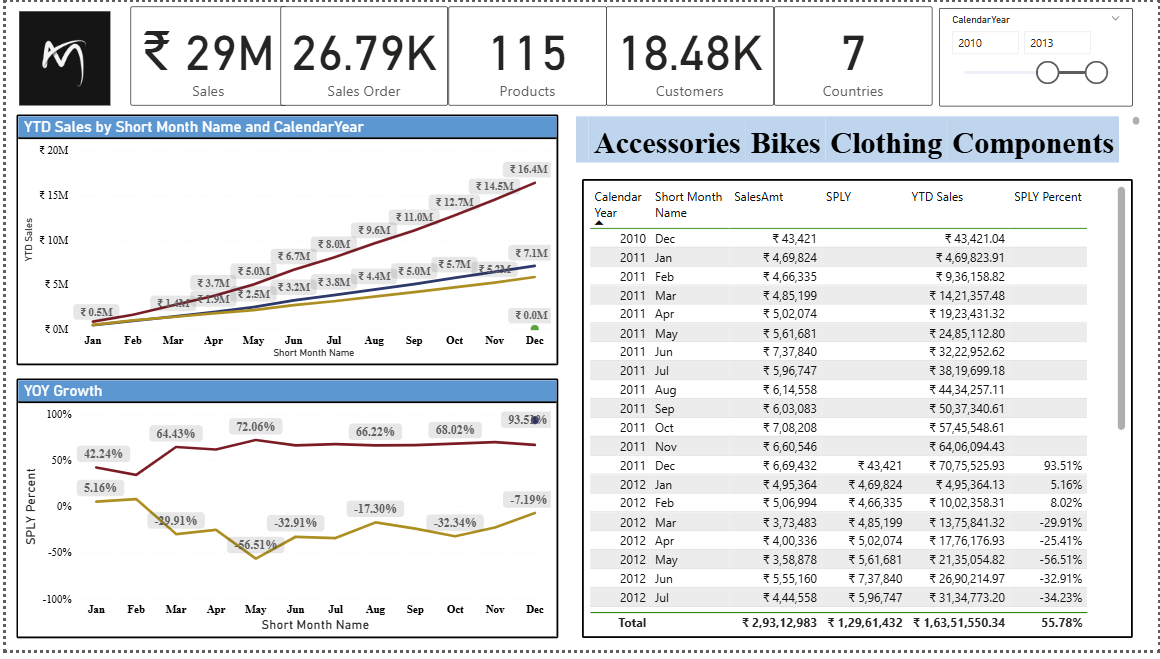 ₹ 29M
Sales
26.79K
Sales Order
115
Products
18.48K
Customers
7
Countries
CalendarYear
2010 2013
YTD Sales by Short Month Name and CalendarYear
YTD Sales
₹ 20M
₹ 15M
₹ 10M
₹ 5M
₹ 0M
₹ 0.5M
₹ 1.4M
₹ 3.7M
₹ 1.9M
₹ 5.0M
₹ 2.5M
₹ 6.7M
₹ 3.2M
₹ 8.0M
₹ 3.8M
₹ 9.6M
₹ 4.4M
₹ 11.0M
₹ 5.0M
₹ 12.7M
₹ 5.7M
₹ 14.5M
₹ 16.4M
₹ 7.1M
₹ 0.0M
Jan Feb Mar Apr May Jun Jul Aug Sep Oct Nov Dec
Short Month Name
YOY Growth
SPLY Percent
100%
50%
0%
-50%
-100%
42.24%
64.43%
72.06%
66.22%
68.02%
93.51%
5.16%
-29.91%
-56.51%
-32.91%
-17.30%
-32.34%
-7.19%
Jan Feb Mar Apr May Jun Jul Aug Sep Oct Nov Dec
Short Month Name
Accessories Bikes Clothing Components
Calendar Year Short Month Name SalesAmt SPLY YTD Sales SPLY Percent
2010 Dec ₹ 43,421 ₹ 43,421.04
2011 Jan ₹ 4,69,824 ₹ 4,69,823.91
2011 Feb ₹ 4,66,335 ₹ 9,36,158.82
2011 Mar ₹ 4,85,199 ₹ 14,21,357.48
2011 Apr ₹ 5,02,074 ₹ 19,23,431.32
2011 May ₹ 5,61,681 ₹ 24,85,112.80
2011 Jun ₹ 7,37,840 ₹ 32,22,952.62
2011 Jul ₹ 5,96,747 ₹ 38,19,699.18
2011 Aug ₹ 6,14,558 ₹ 44,34,257.11
2011 Sep ₹ 6,03,083 ₹ 50,37,340.61
2011 Oct ₹ 7,08,208 ₹ 57,45,548.61
2011 Nov ₹ 6,60,546 ₹ 64,06,094.43
2011 Dec ₹ 6,69,432 ₹ 43,421 ₹ 70,75,525.93 93.51%
2012 Jan ₹ 4,95,364 ₹ 4,69,824 ₹ 4,95,364.13 5.16%
2012 Feb ₹ 5,06,994 ₹ 4,66,335 ₹ 10,02,358.31 8.02%
2012 Mar ₹ 3,73,483 ₹ 4,85,199 ₹ 13,75,841.32 -29.91%
2012 Apr ₹ 4,00,336 ₹ 5,02,074 ₹ 17,76,176.93 -25.41%
2012 May ₹ 3,58,878 ₹ 5,61,681 ₹ 21,35,054.82 -56.51%
2012 Jun ₹ 5,55,160 ₹ 7,37,840 ₹ 26,90,214.97 -32.91%
2012 Jul ₹ 4,44,558 ₹ 5,96,747 ₹ 31,34,773.20 -34.23%
Total ₹ 2,93,12,983 ₹ 1,29,61,432 ₹ 1,63,51,550.34 55.78%